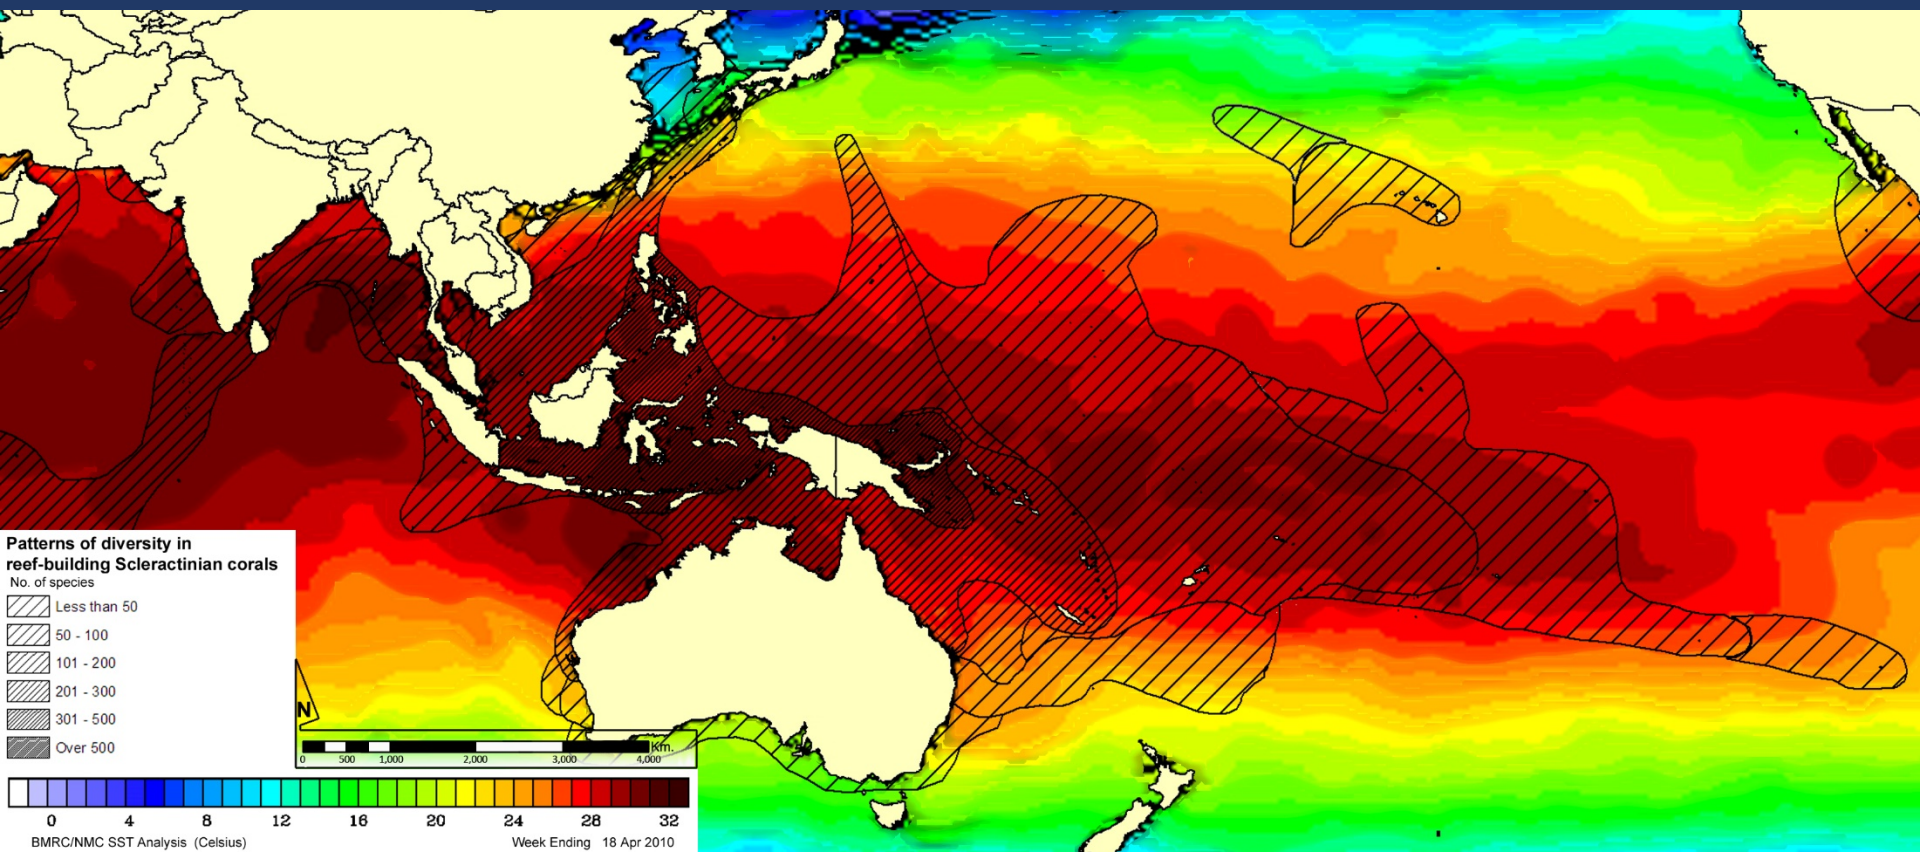 Patterns of diversity in
reef-building Scleractinian corals
No. of species
Less than 50
50 - 100
101 - 200
201 - 300
301 - 500
Over 500
N
Km.
0 500 1,000 2,000 3,000 4,000
0 4 8 12 16 20 24 28 32
BMRC/NMC SST Analysis (Celsius) Week Ending 18 Apr 2010